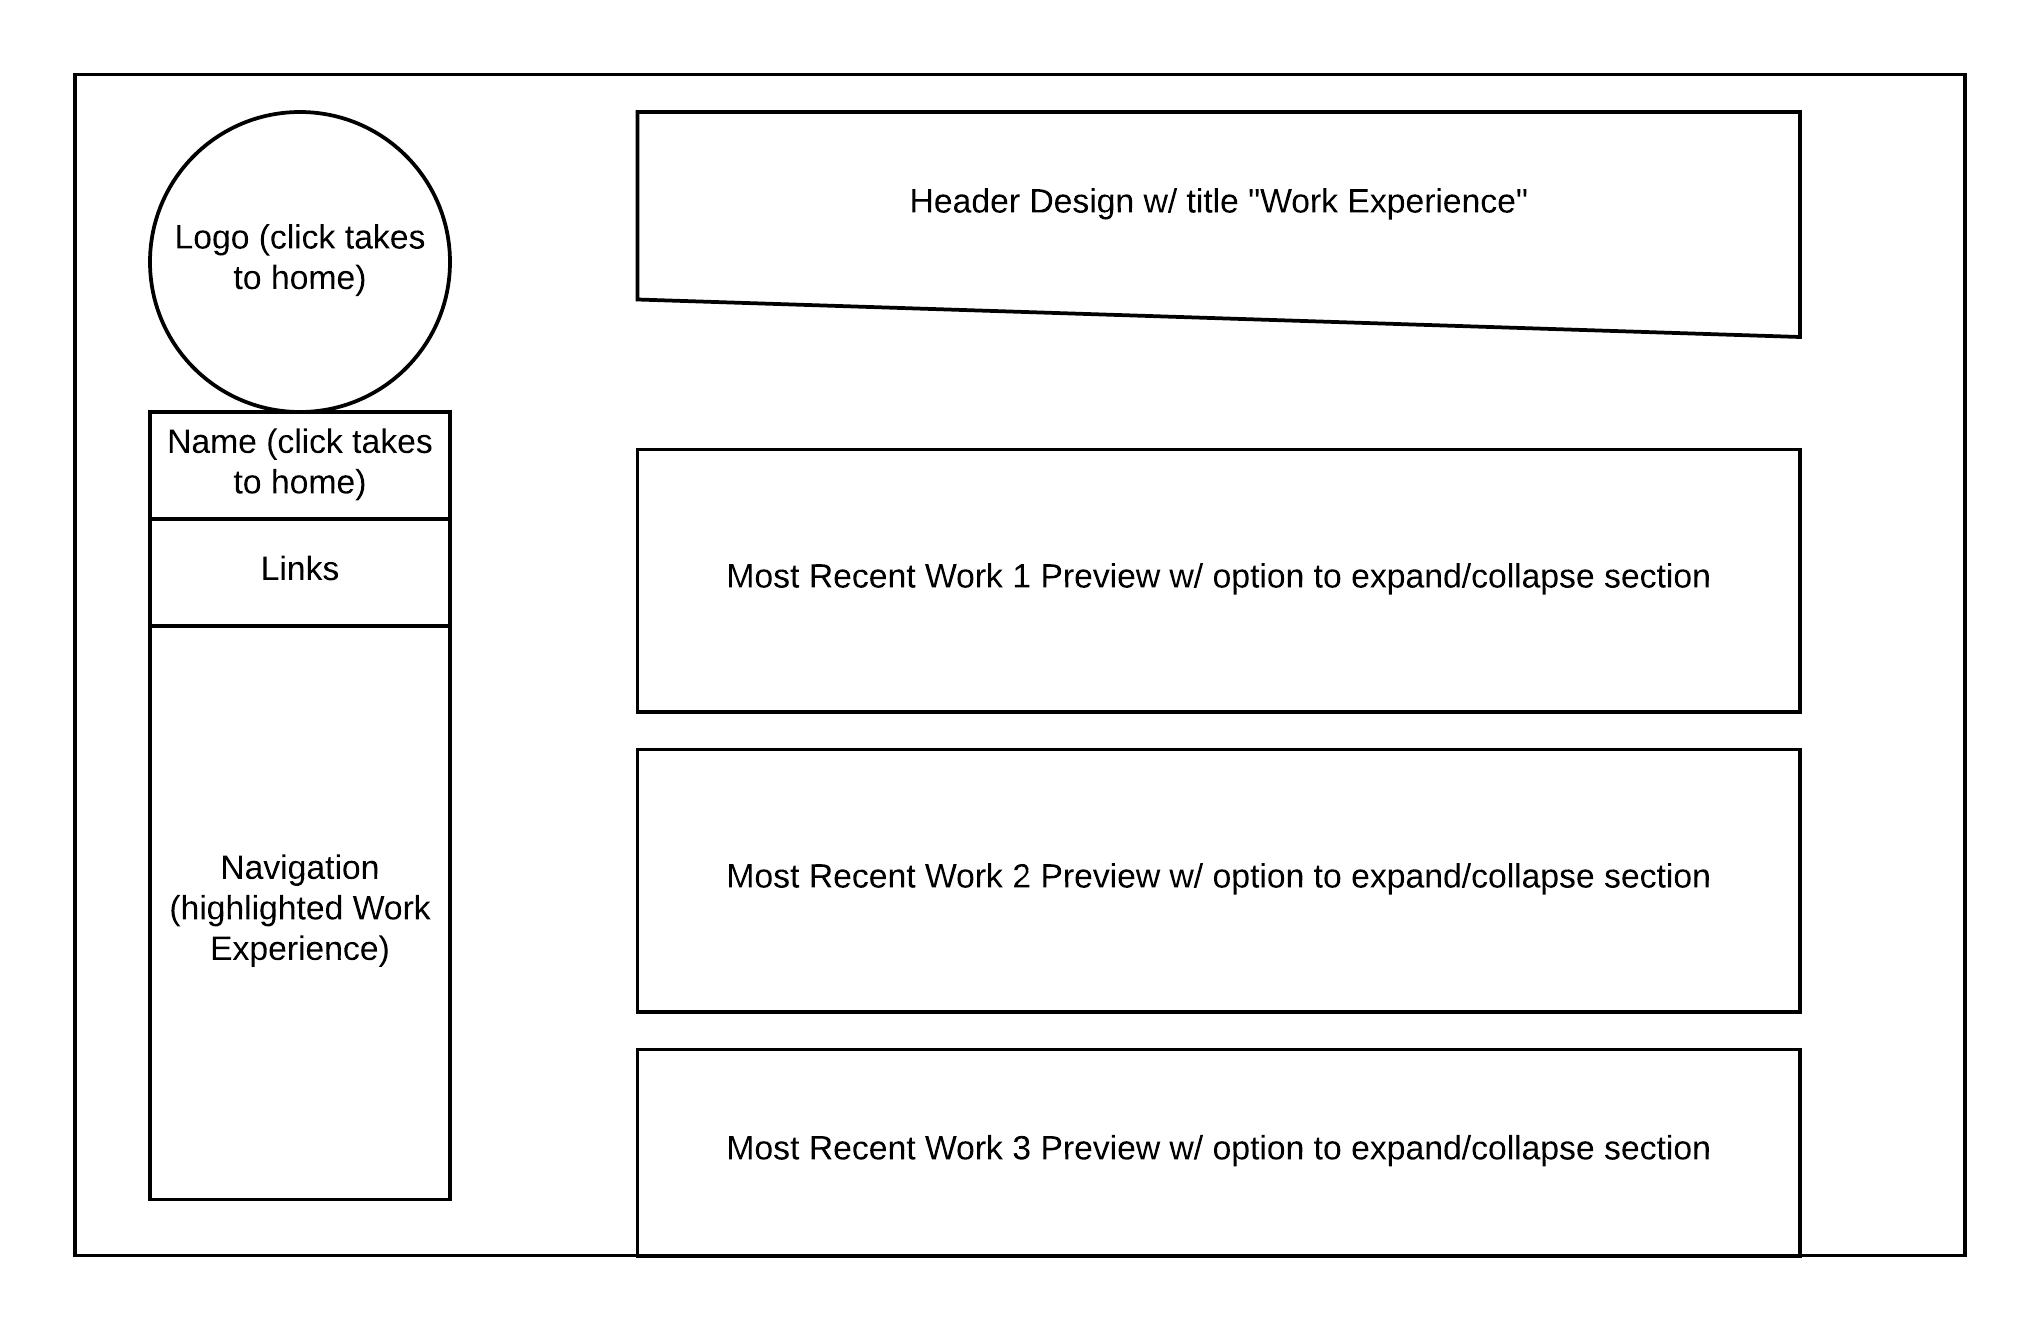 Logo (click takes
to home)
Name (click takes
to home)
Links
Navigation
(highlighted Work
Experience)
Header Design w/ title "Work Experience"
Most Recent Work 1 Preview w/ option to expand/collapse section
Most Recent Work 2 Preview w/ option to expand/collapse section
Most Recent Work 3 Preview w/ option to expand/collapse section